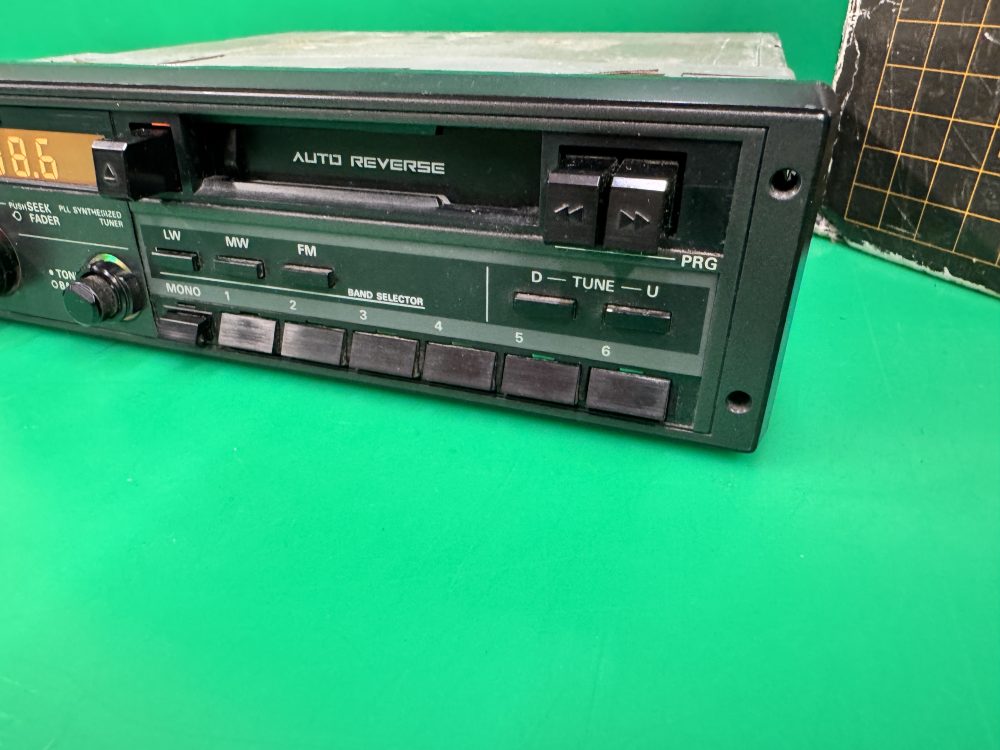 8.6
AUTO REVERSE
PUSH SEEK
FADER
PLL SYNTHESIZED
TUNER
LW
MW
FM
PRG
D — TUNE — U
BAND SELECTOR
MONO 1 2 3 4 5 6